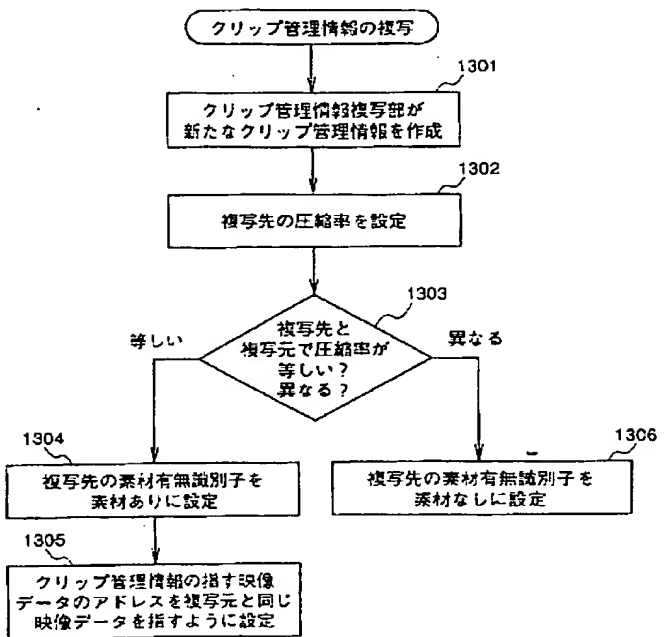 クリップ管理情報の複写
1301
クリップ管理情報複写部が
新たなクリップ管理情報を作成
1302
複写先の圧縮率を設定
1303
複写先と
複写元で圧縮率が
等しい?
異なる?
等しい
異なる
1304
複写先の素材有無識別子を
素材ありに設定
1306
複写先の素材有無識別子を
素材なしに設定
1305
クリップ管理情報の指す映像
データのアドレスを複写元と同じ
映像データを指すように設定